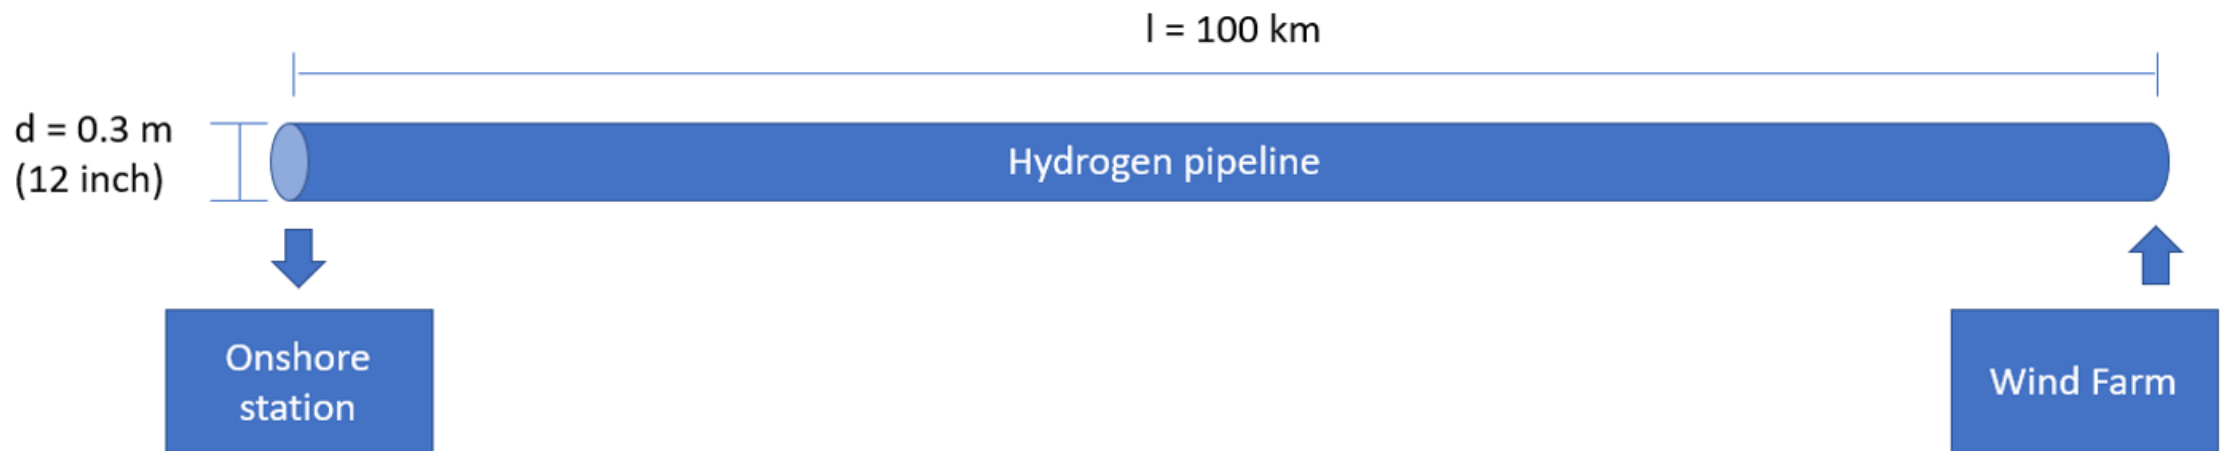 l = 100 km
d = 0.3 m
(12 inch)
Hydrogen pipeline
Onshore
station
Wind Farm